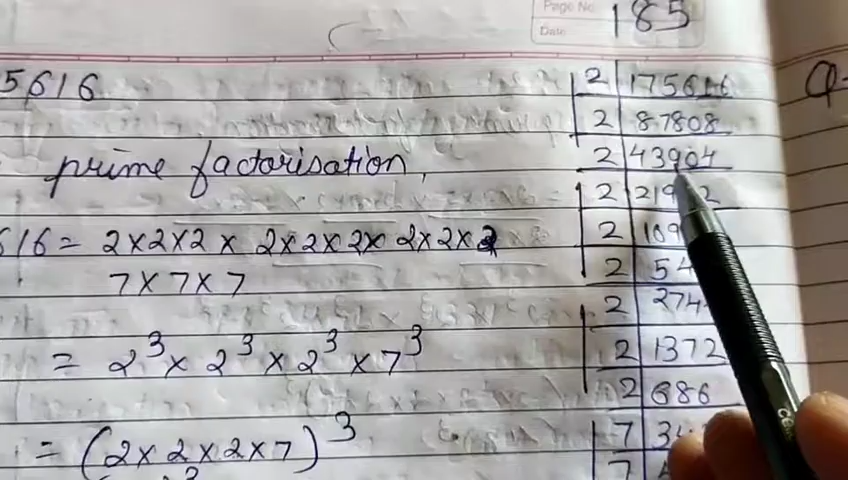 Page No. 185
Date
5616
prime factorisation,
616 = 2×2×2 × 2×2×2× 2×2×2
7×7×7
= 2³ × 2³ × 2³ × 7³
= (2×2×2×7)³
2 175616
2 87808
2 43904
2
2
2
2
2 1372
2 686
7
7
Q